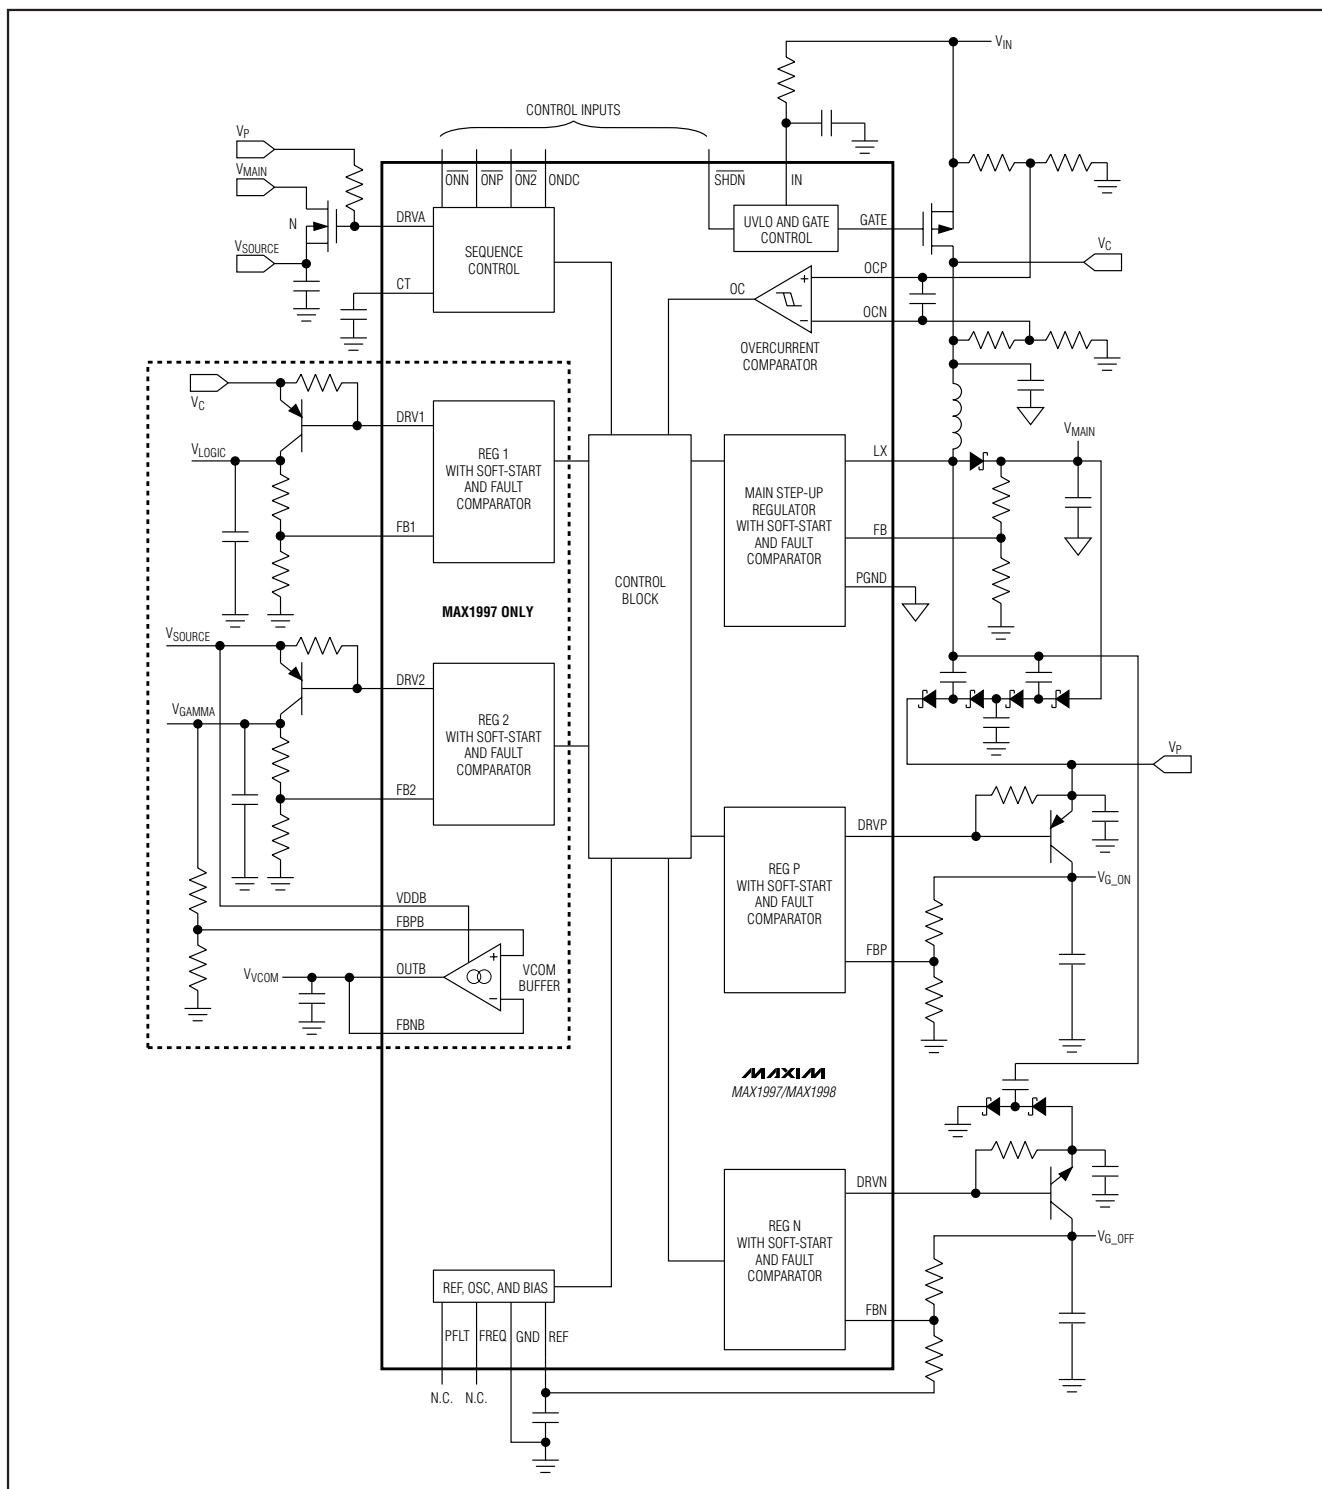 VIN
CONTROL INPUTS
VP
VMAIN
N
VSOURCE
ONN ONP ON2 ONDC
SHDN IN
DRVA
SEQUENCE
CONTROL
CT
UVLO AND GATE
CONTROL
GATE
VC
OCP
OC
OCN
OVERCURRENT
COMPARATOR
VC
DRV1
VLOGIC
REG 1
WITH SOFT-START
AND FAULT
COMPARATOR
FB1
MAX1997 ONLY
CONTROL
BLOCK
MAIN STEP-UP
REGULATOR
WITH SOFT-START
AND FAULT
COMPARATOR
LX
VMAIN
FB
PGND
VSOURCE
DRV2
VGAMMA
REG 2
WITH SOFT-START
AND FAULT
COMPARATOR
FB2
VP
DRVP
REG P
WITH SOFT-START
AND FAULT
COMPARATOR
VG_ON
FBP
VDDB
FBPB
VVCOM
OUTB
VCOM
BUFFER
FBNB
MAXIM
MAX1997/MAX1998
DRVN
REG N
WITH SOFT-START
AND FAULT
COMPARATOR
VG_OFF
FBN
REF, OSC, AND BIAS
PFLT FREQ GND REF
N.C. N.C.